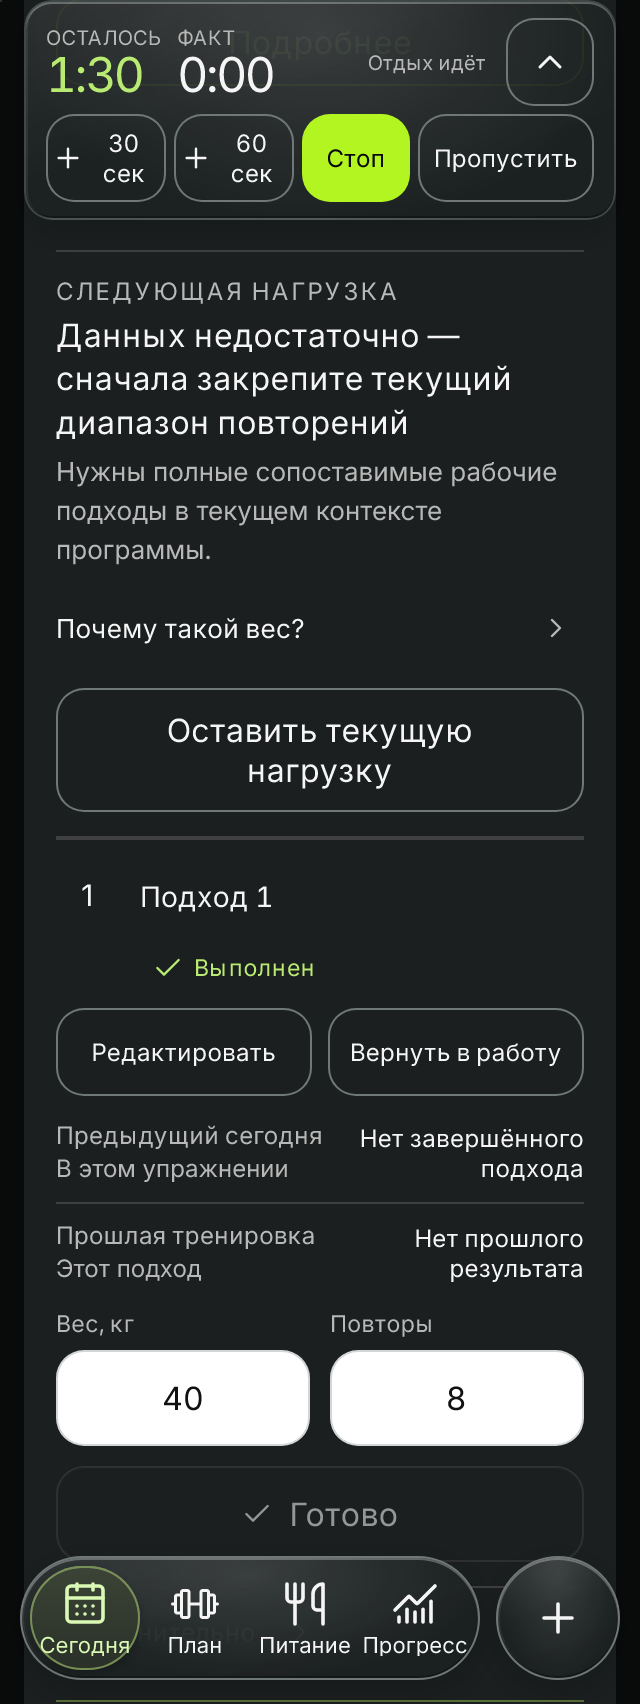 ОСТАЛОСЬ ФАКТ
Подробнее
1:30 0:00
Отдых идёт
30 сек
60 сек
Стоп
Пропустить
СЛЕДУЮЩАЯ НАГРУЗКА
Данных недостаточно —
сначала закрепите текущий
диапазон повторений
Нужны полные сопоставимые рабочие
подходы в текущем контексте
программы.
Почему такой вес?
Оставить текущую
нагрузку
1 Подход 1
Выполнен
Редактировать
Вернуть в работу
Предыдущий сегодня
В этом упражнении
Нет завершённого
подхода
Прошлая тренировка
Этот подход
Нет прошлого
результата
Вес, кг
Повторы
40
8
Готово
Сегодня
План
Питание
Прогресс